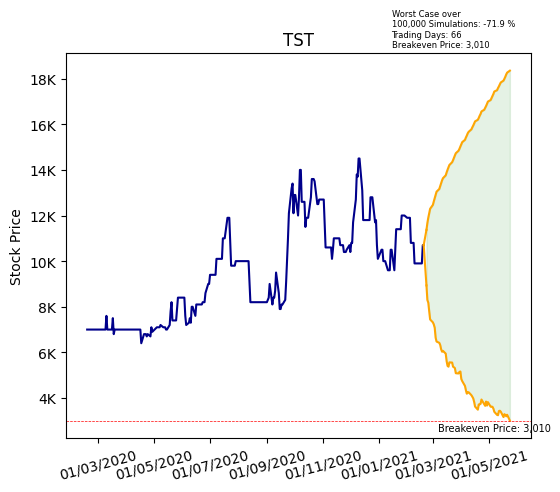 Worst Case over
100,000 Simulations: -71.9 %
Trading Days: 66
Breakeven Price: 3,010
TST
Stock Price
18K
16K
14K
12K
10K
8K
6K
4K
Breakeven Price: 3,010
01/03/2020
01/05/2020
01/07/2020
01/09/2020
01/11/2020
01/01/2021
01/03/2021
01/05/2021